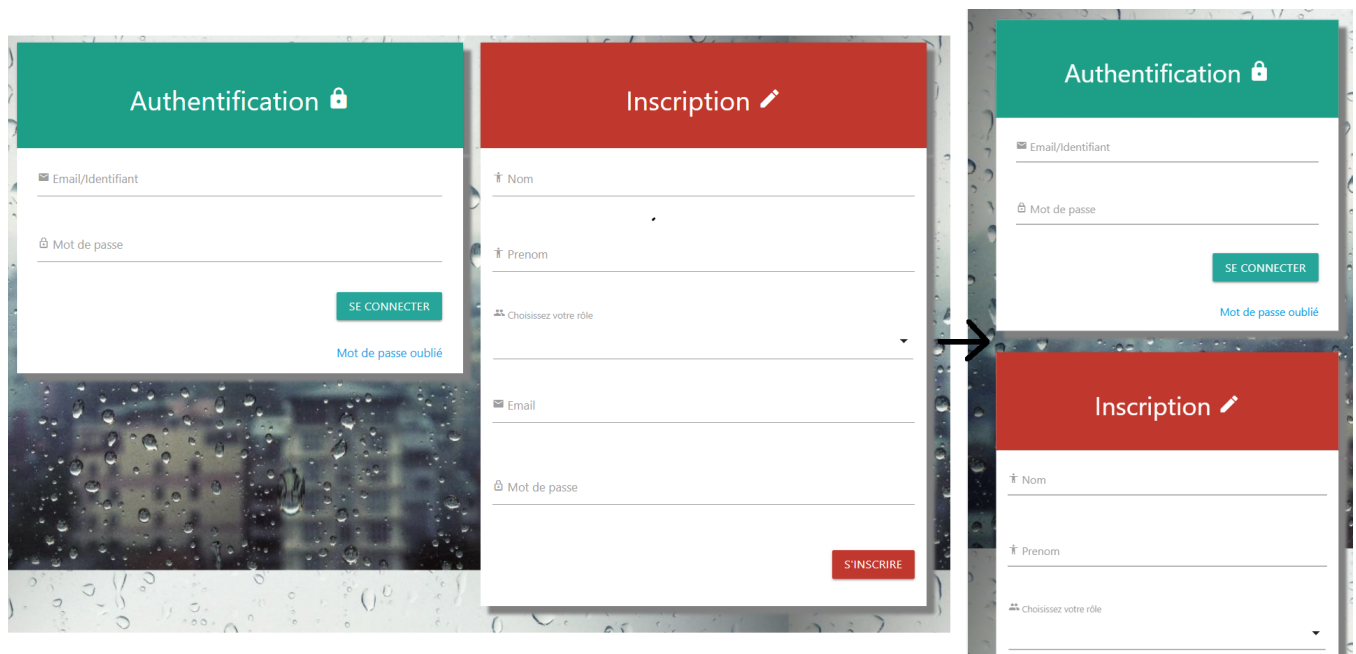 Authentification
Email/Identifiant
Mot de passe
SE CONNECTER
Mot de passe oublié
Inscription
Nom
Prenom
Choisissez votre rôle
Email
Mot de passe
S'INSCRIRE
Authentification
Email/Identifiant
Mot de passe
SE CONNECTER
Mot de passe oublié
Inscription
Nom
Prenom
Choisissez votre rôle